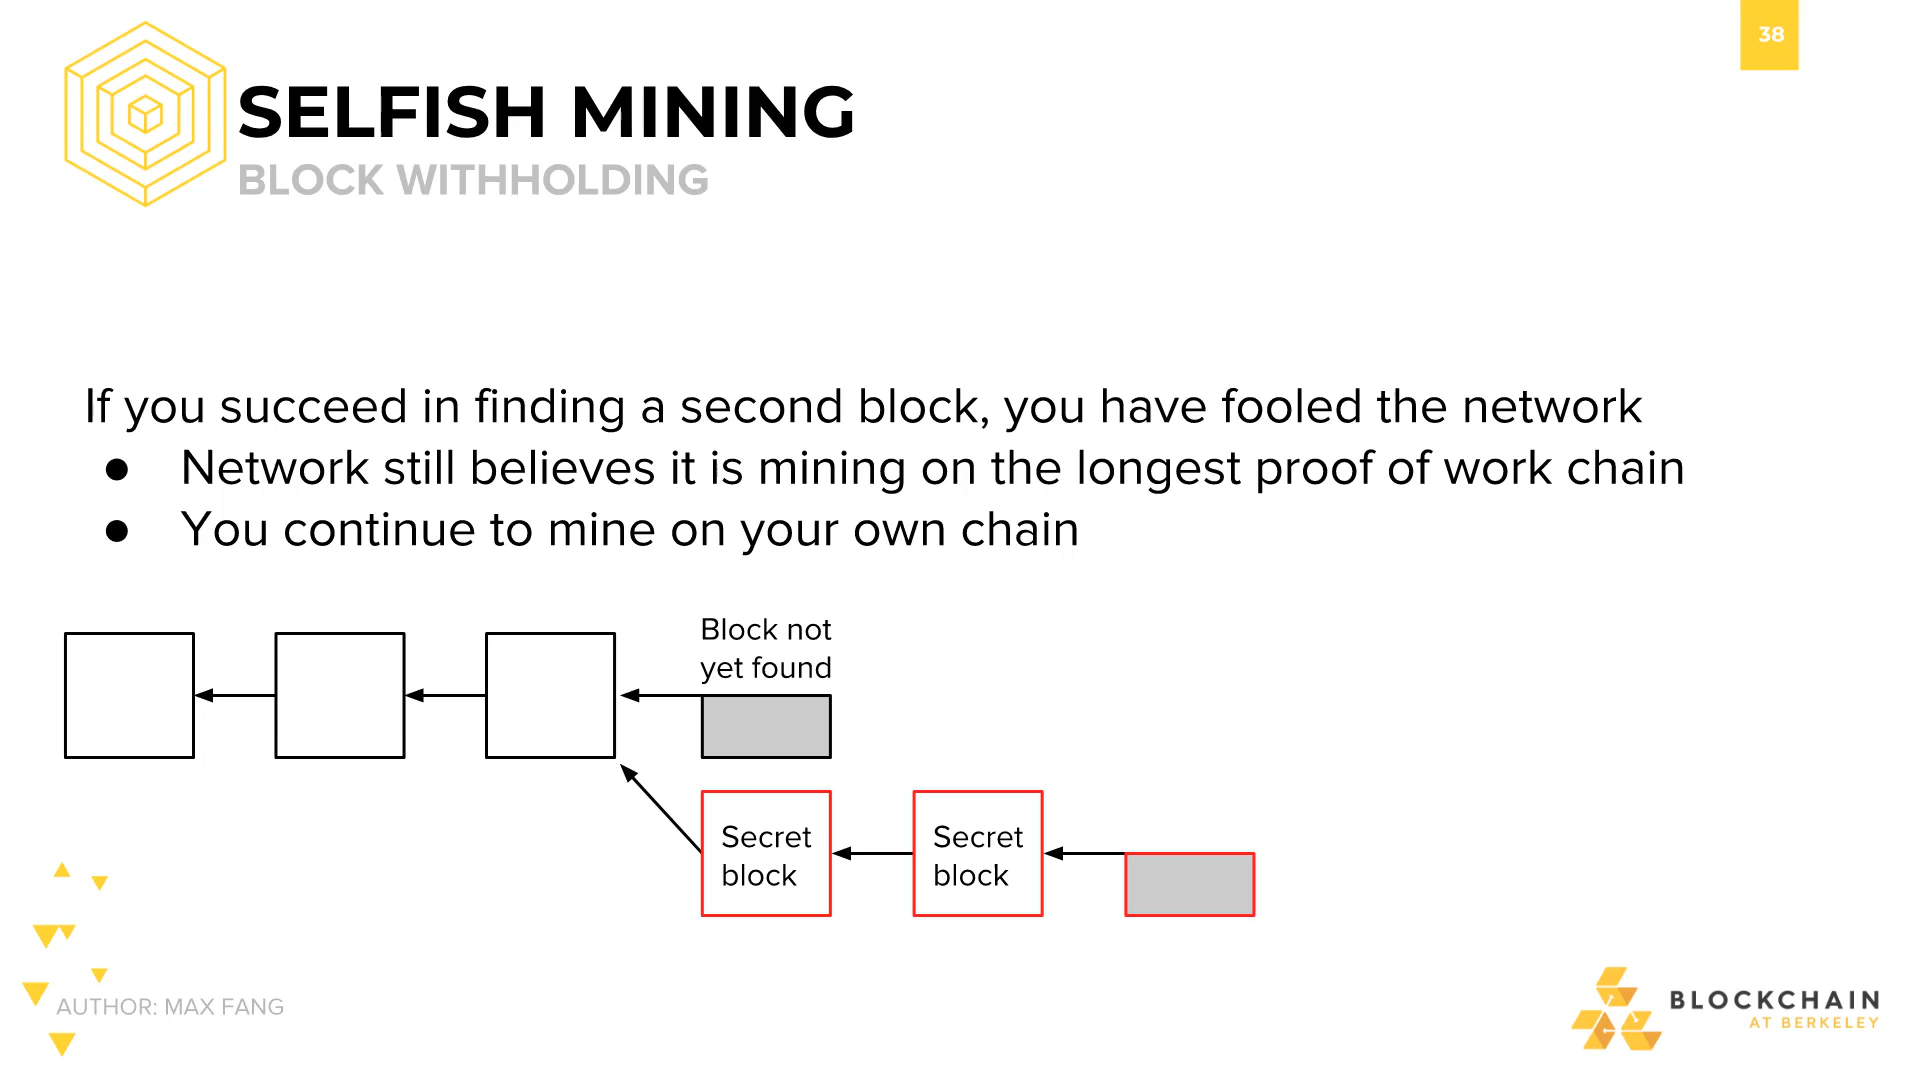 38
SELFISH MINING
BLOCK WITHHOLDING
If you succeed in finding a second block, you have fooled the network
● Network still believes it is mining on the longest proof of work chain
● You continue to mine on your own chain
Block not
yet found
Secret
block
Secret
block
AUTHOR: MAX FANG
BLOCKCHAIN
AT BERKELEY